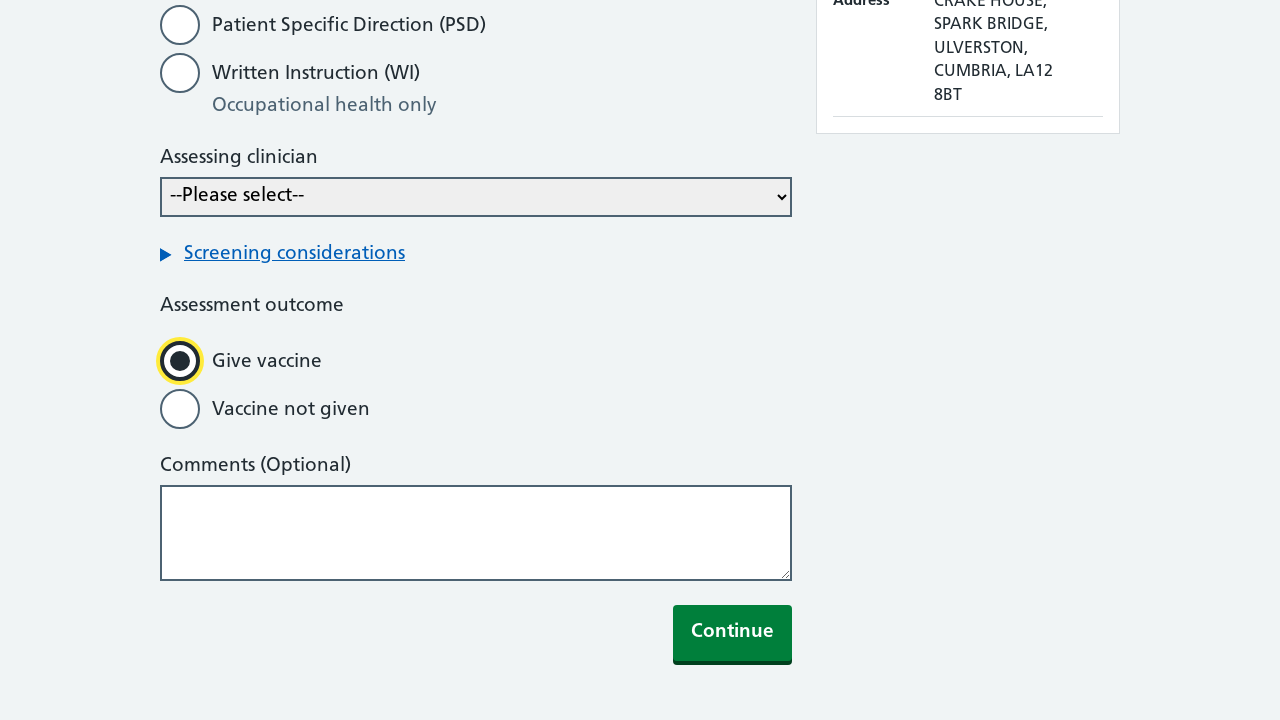 Patient Specific Direction (PSD)
Written Instruction (WI)
Occupational health only
Assessing clinician
--Please select--
Screening considerations
Assessment outcome
Give vaccine
Vaccine not given
Comments (Optional)
Continue
Address
CRAKE HOUSE,
SPARK BRIDGE,
ULVERSTON,
CUMBRIA, LA12
8BT